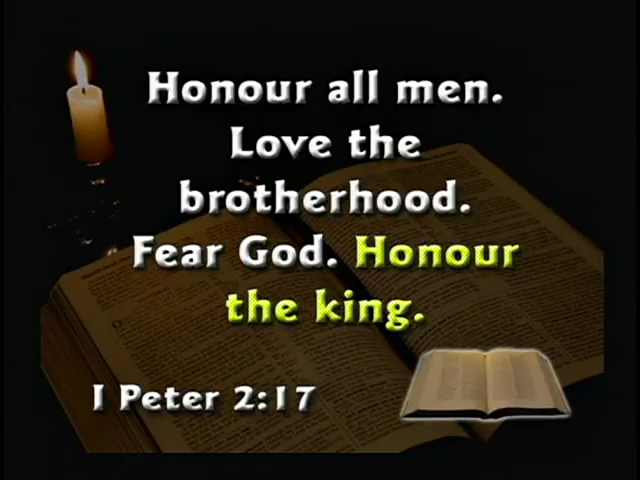 Honour all men.
Love the
brotherhood.
Fear God. Honour
the king.
I Peter 2:17